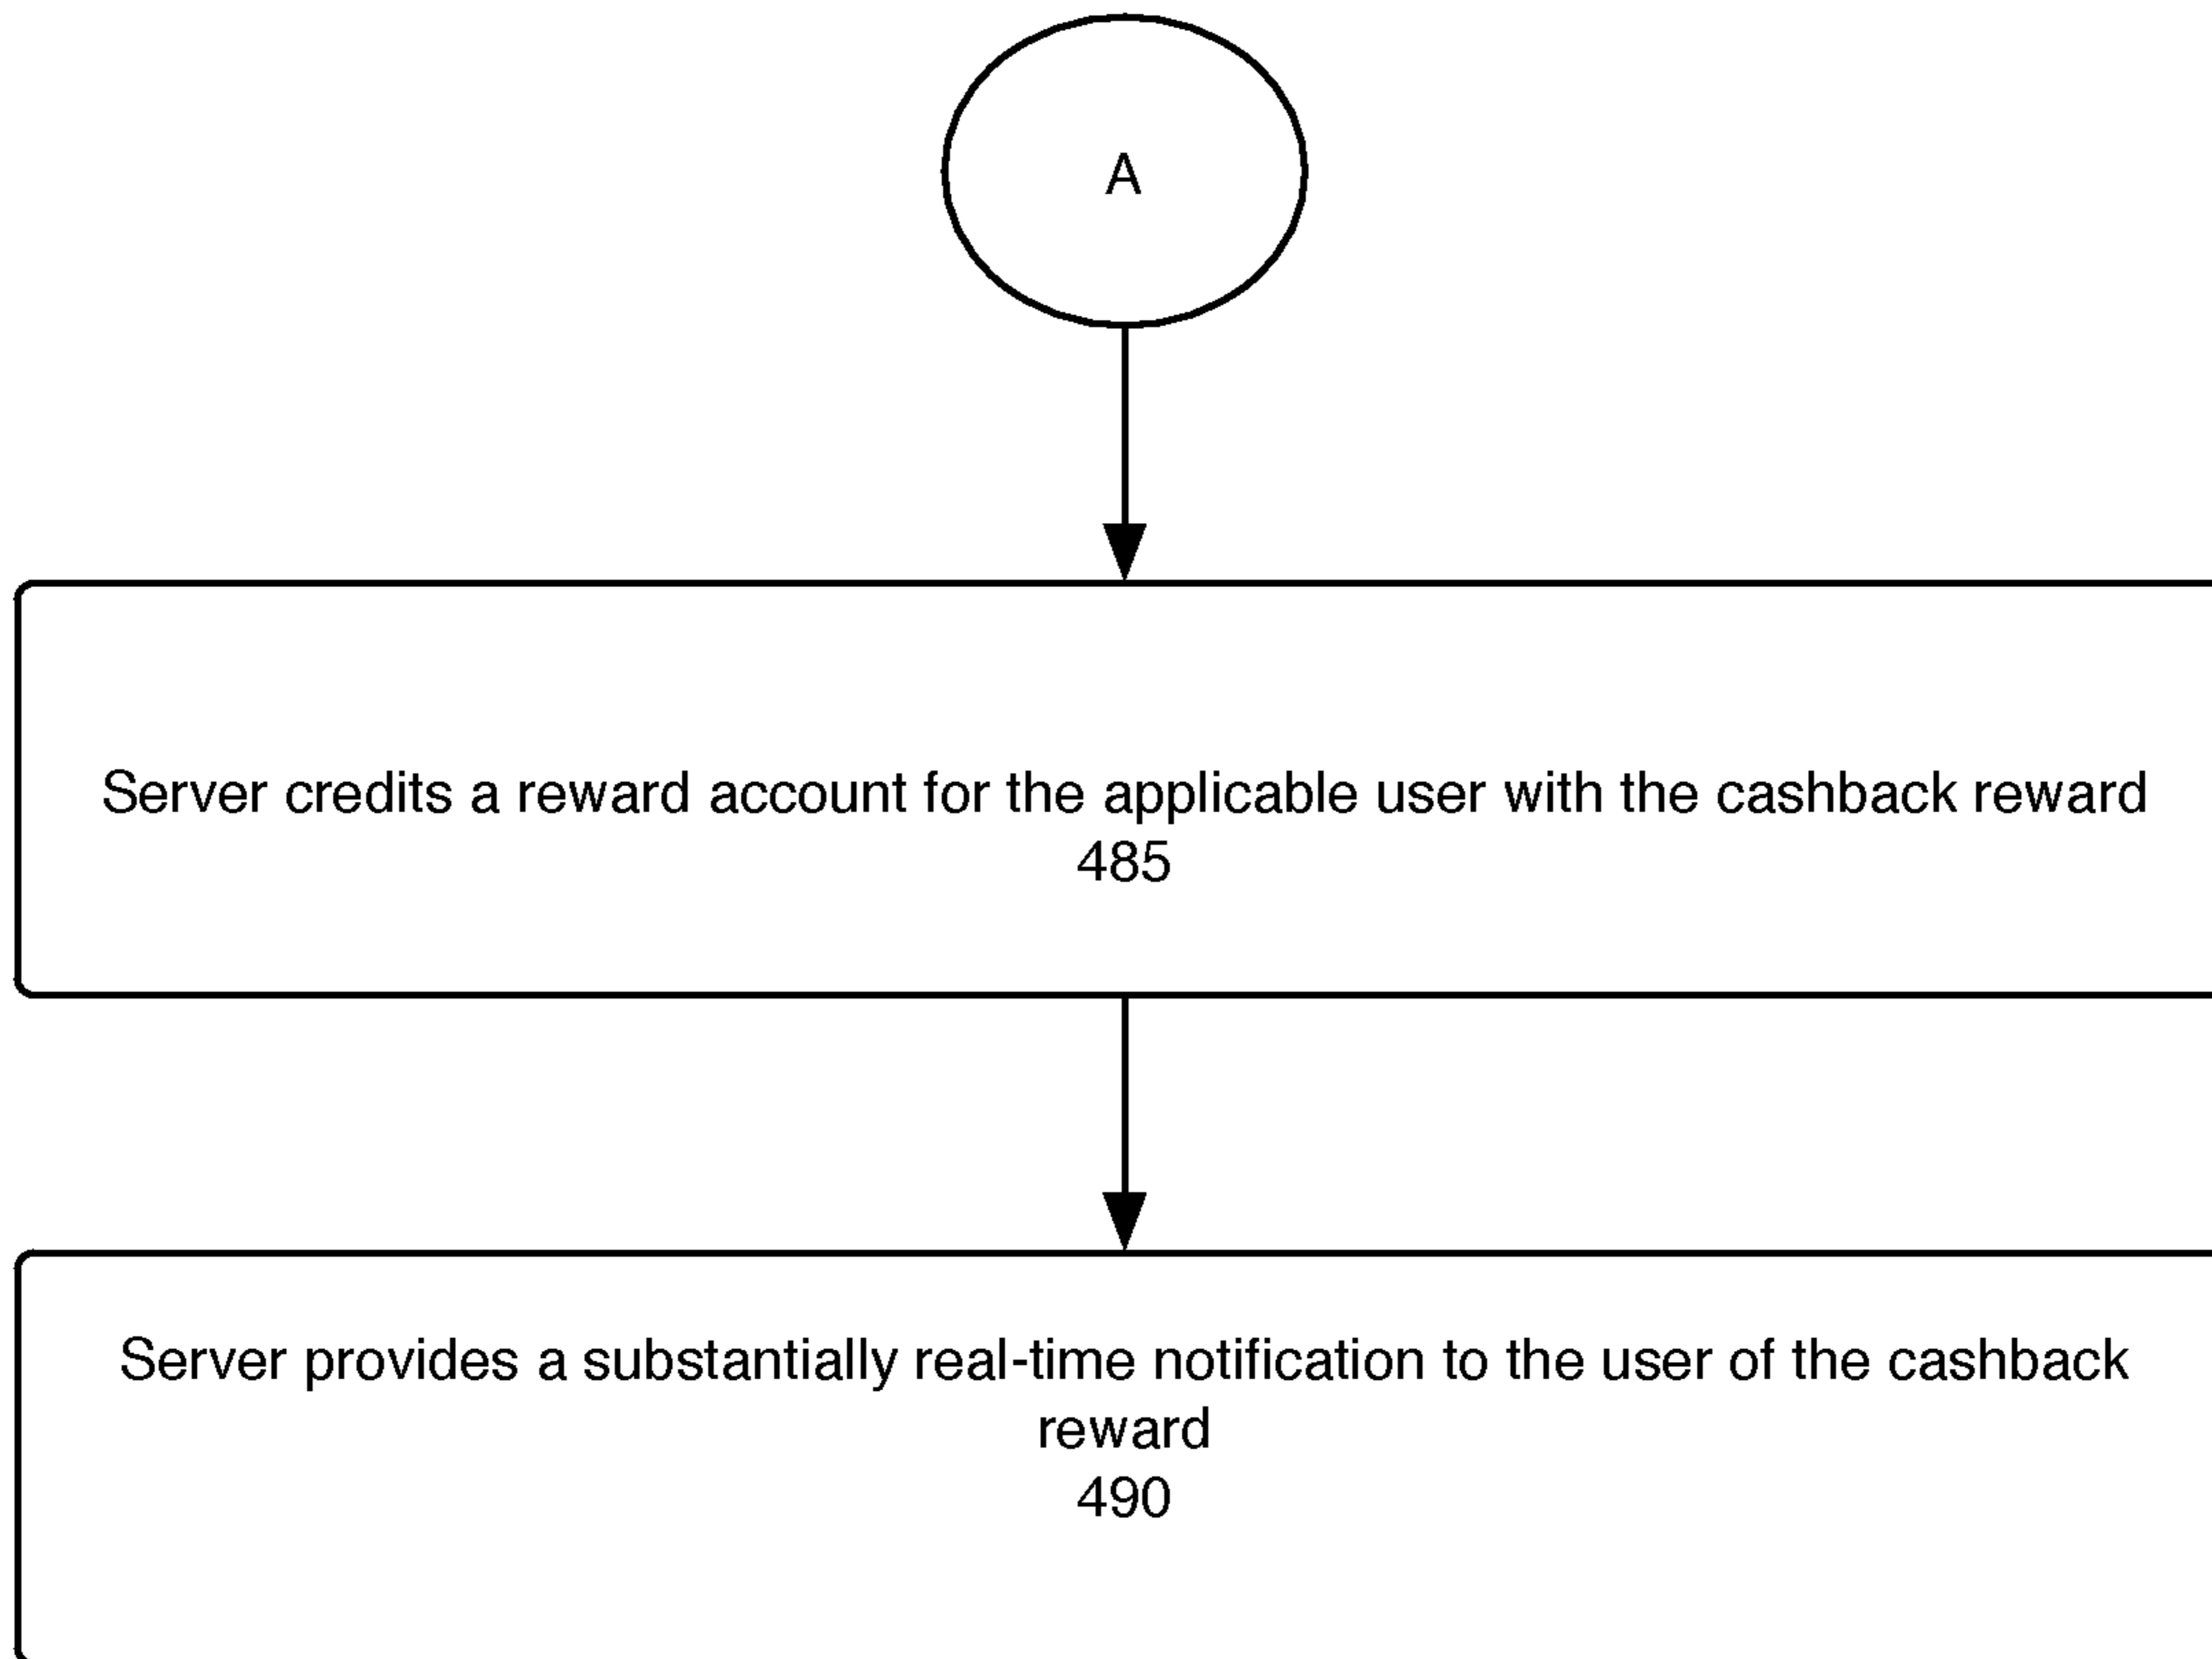 A
Server credits a reward account for the applicable user with the cashback reward
485
Server provides a substantially real-time notification to the user of the cashback
reward
490